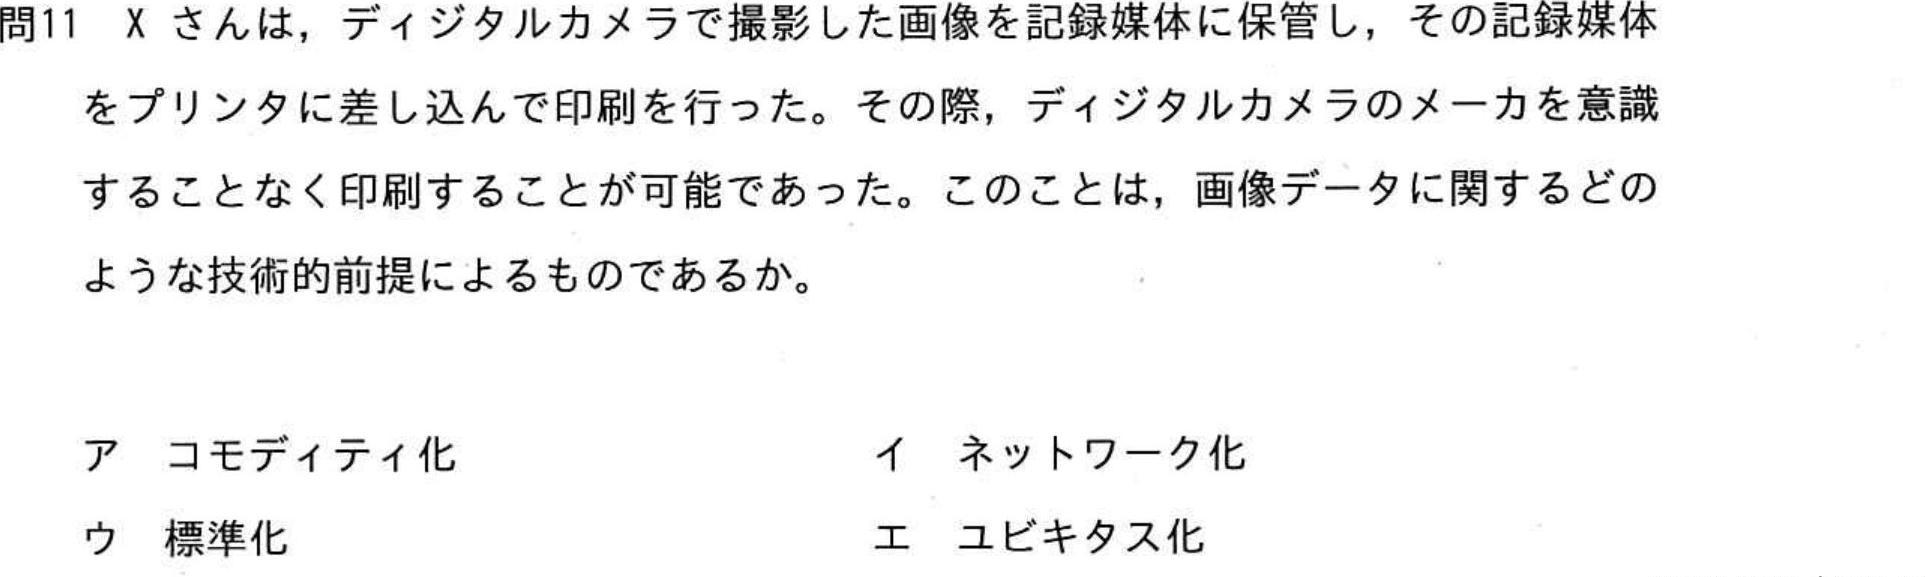 問11 X さんは，ディジタルカメラで撮影した画像を記録媒体に保管し，その記録媒体
をプリンタに差し込んで印刷を行った。その際，ディジタルカメラのメーカを意識
することなく印刷することが可能であった。このことは，画像データに関するどの
ような技術的前提によるものであるか。
ア コモディティ化 イ ネットワーク化
ウ 標準化 エ ユビキタス化